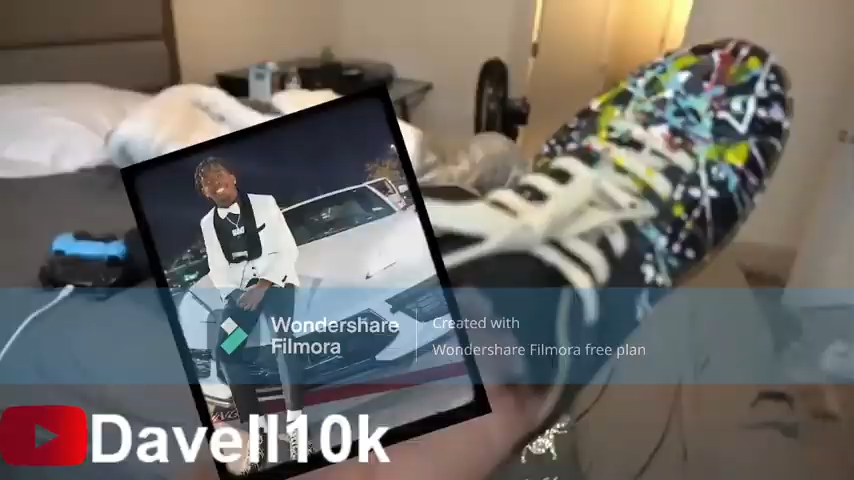 Wondershare
Filmora
Created with
Wondershare Filmora free plan
Davell10k